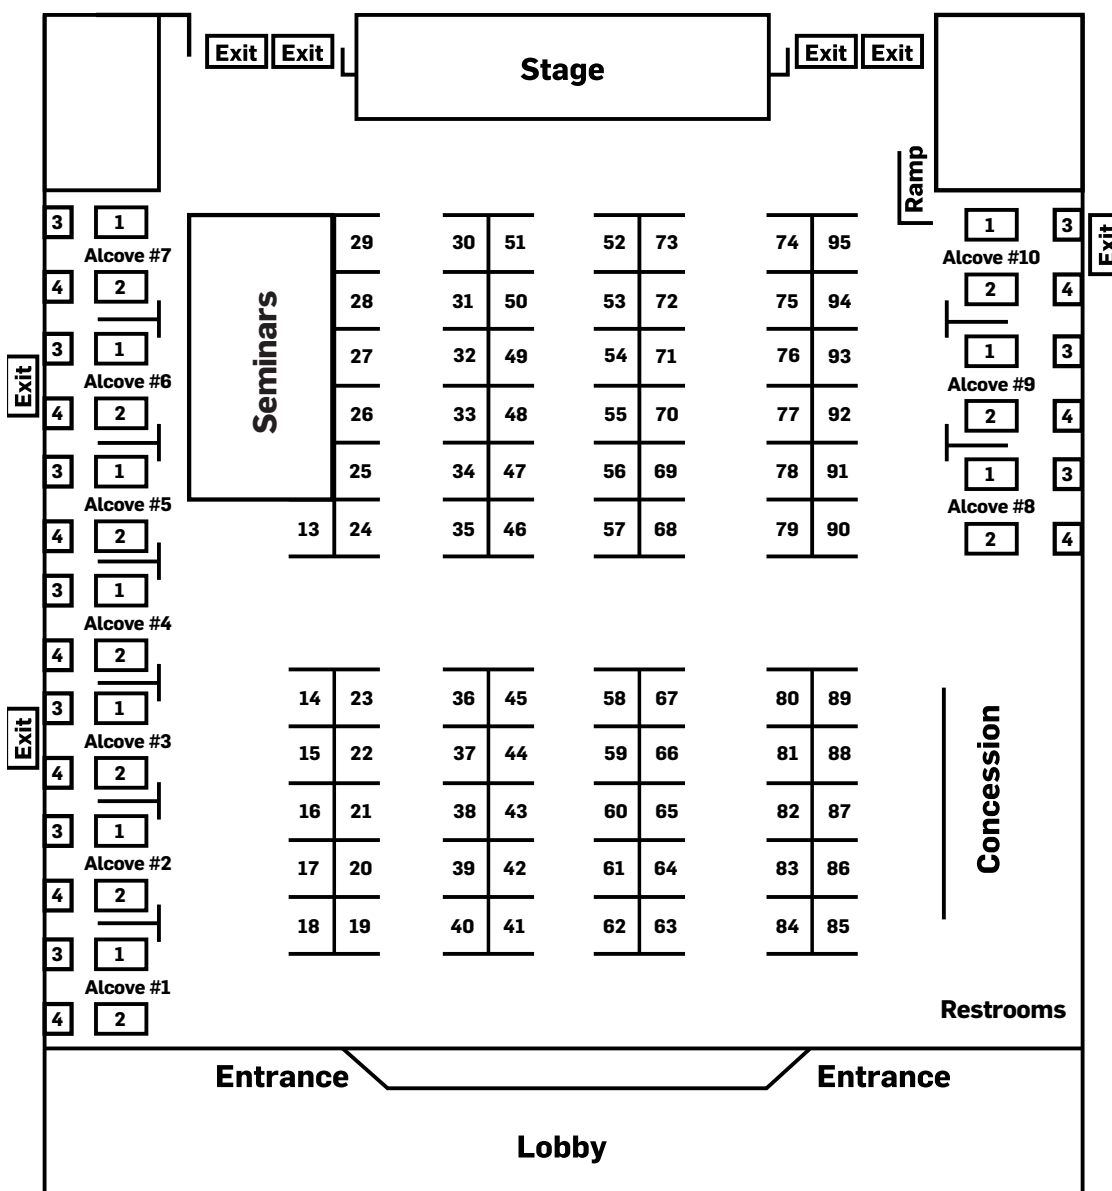 Exit Exit Stage Exit Exit
Ramp
3 1 Alcove #7 4 2
3 1 Alcove #6 4 2
3 1 Alcove #5 4 2
3 1 Alcove #4 4 2
3 1 Alcove #3 4 2
3 1 Alcove #2 4 2
3 1 Alcove #1 4 2
Exit
Exit
Seminars
29 30 51 52 73 74 95
28 31 50 53 72 75 94
27 32 49 54 71 76 93
26 33 48 55 70 77 92
25 34 47 56 69 78 91
13 24 35 46 57 68 79 90
14 23 36 45 58 67 80 89
15 22 37 44 59 66 81 88
16 21 38 43 60 65 82 87
17 20 39 42 61 64 83 86
18 19 40 41 62 63 84 85
1 3 Alcove #10 2 4
1 3 Alcove #9 2 4
1 3 Alcove #8 2 4
Exit
Concession
Restrooms
Entrance Entrance
Lobby